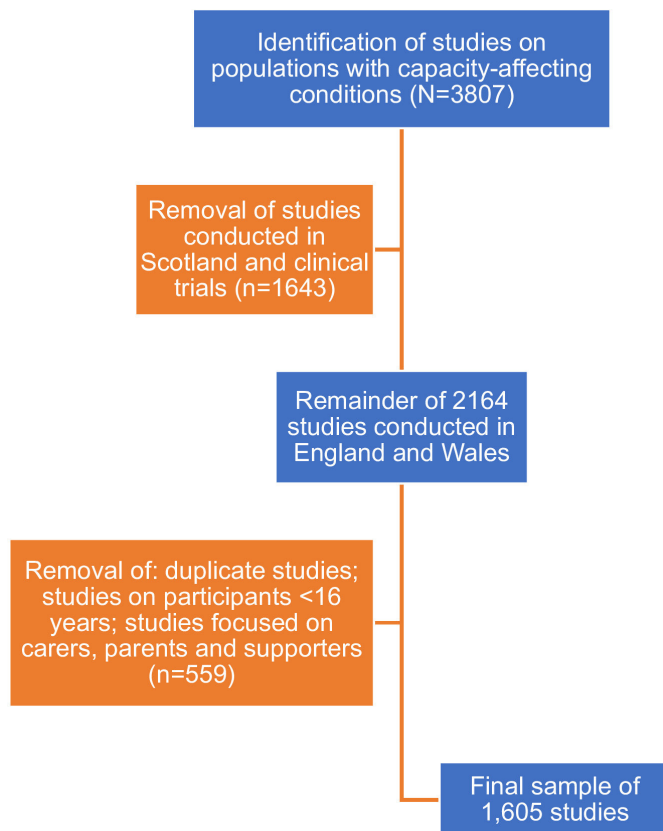 Identification of studies on
populations with capacity-affecting
conditions (N=3807)
Removal of studies
conducted in
Scotland and clinical
trials (n=1643)
Remainder of 2164
studies conducted in
England and Wales
Removal of: duplicate studies;
studies on participants <16
years; studies focused on
carers, parents and supporters
(n=559)
Final sample of
1,605 studies